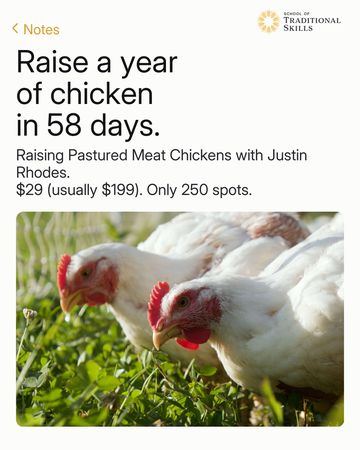 Notes
SCHOOL OF
TRADITIONAL
SKILLS
Raise a year
of chicken
in 58 days.
Raising Pastured Meat Chickens with Justin
Rhodes.
$29 (usually $199). Only 250 spots.